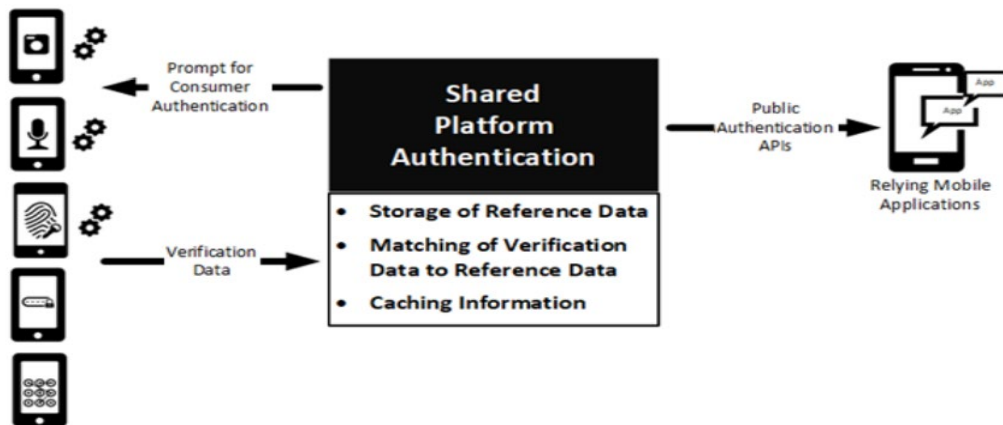 Prompt for
Consumer
Authentication
Verification
Data
Shared
Platform
Authentication
• Storage of Reference Data
• Matching of Verification
Data to Reference Data
• Caching Information
Public
Authentication
APIs
App
App
Relying Mobile
Applications